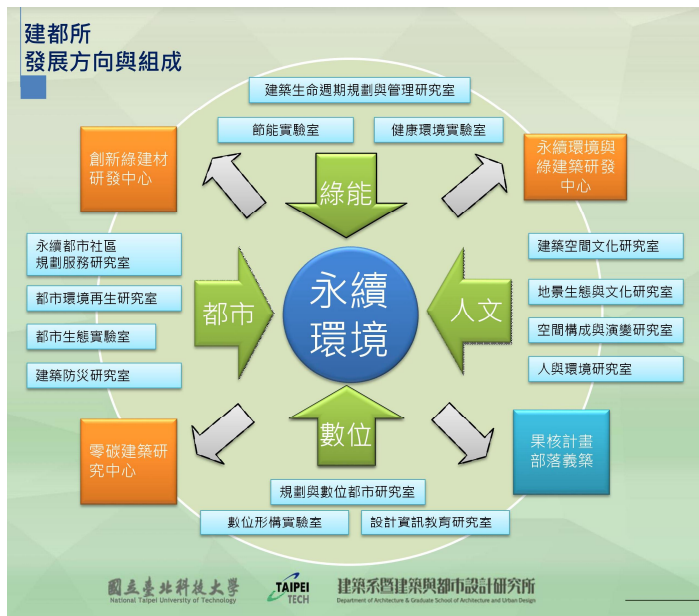 建都所
發展方向與組成
建築生命週期規劃與管理研究室
節能實驗室
健康環境實驗室
創新綠建材
研發中心
永續環境與
綠建築研發
中心
綠能
永續都市社區
規劃服務研究室
都市環境再生研究室
都市生態實驗室
建築防災研究室
都市
永續
環境
人文
建築空間文化研究室
地景生態與文化研究室
空間構成與演變研究室
人與環境研究室
數位
零碳建築研
究中心
果核計畫
部落義築
規劃與數位都市研究室
數位形構實驗室
設計資訊教育研究室
國立臺北科技大學
National Taipei University of Technology
TAIPEI
TECH
建築系暨建築與都市設計研究所
Department of Architecture & Graduate School of Architecture and Urban Design